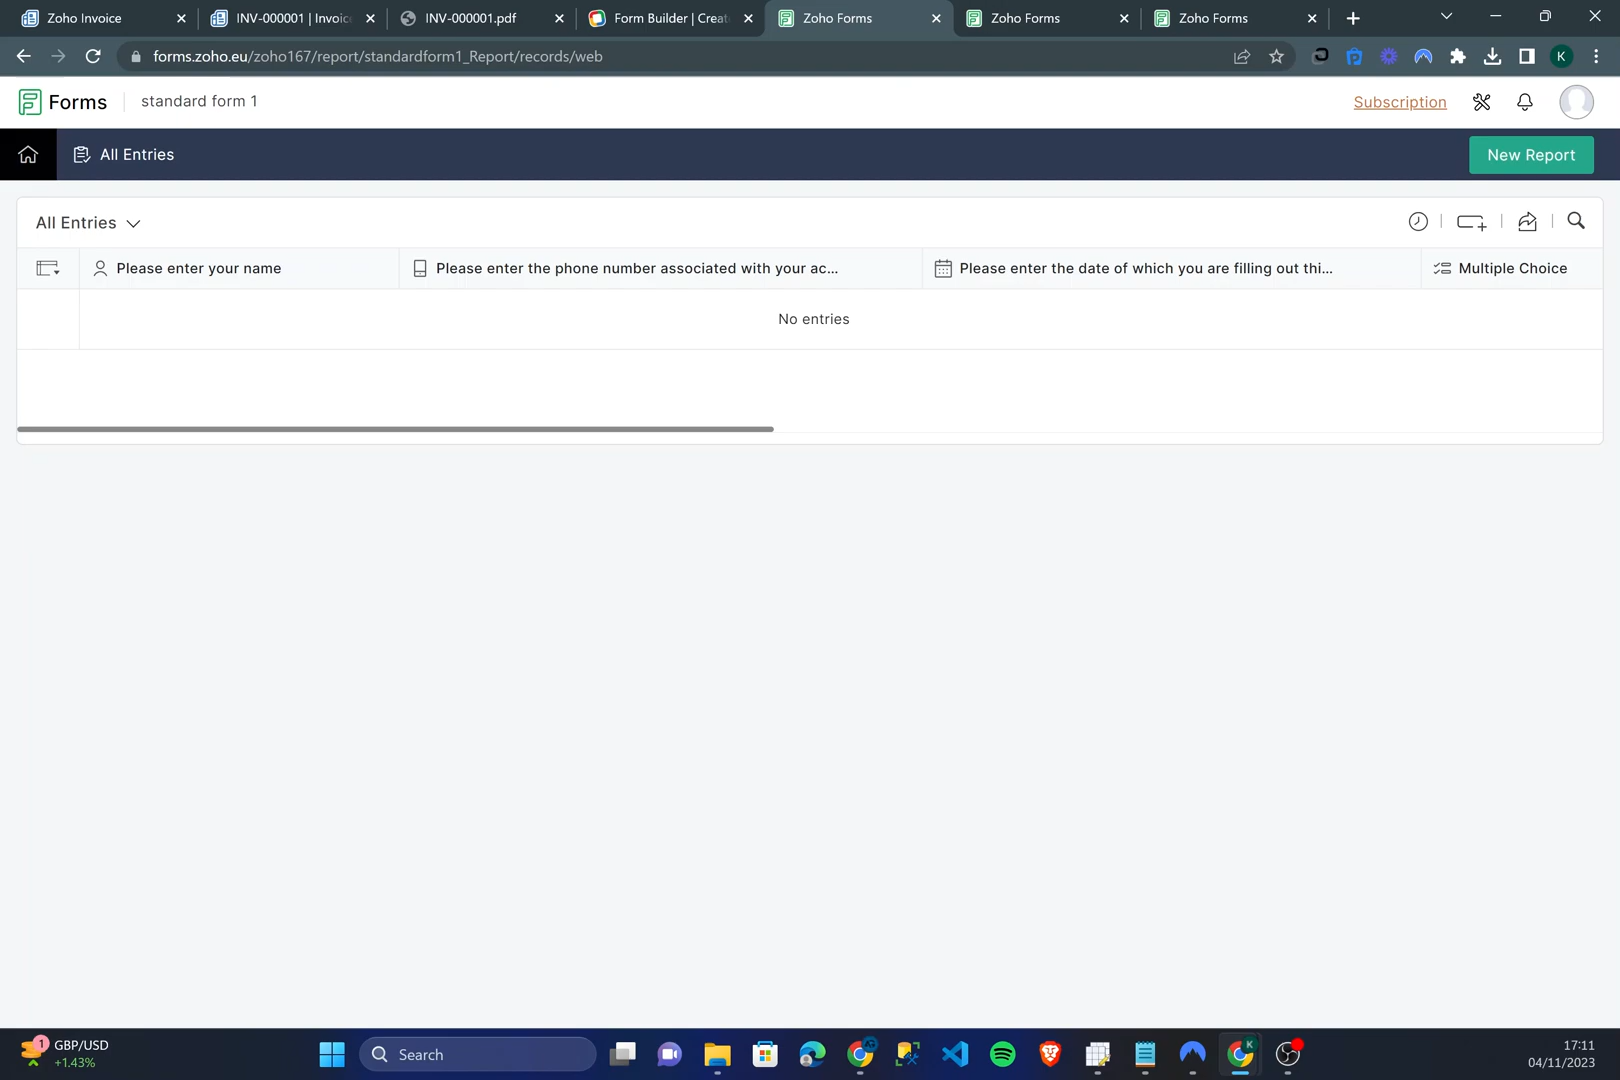 Zoho Invoice
INV-000001 | Invoic
INV-000001.pdf
Form Builder | Creat
Zoho Forms
Zoho Forms
Zoho Forms
forms.zoho.eu/zoho167/report/standardform1_Report/records/web
K
Forms
standard form 1
Subscription
All Entries
New Report
All Entries
Please enter your name
Please enter the phone number associated with your ac...
Please enter the date of which you are filling out thi...
Multiple Choice
No entries
1
GBP/USD
+1.43%
Search
K
17:11
04/11/2023